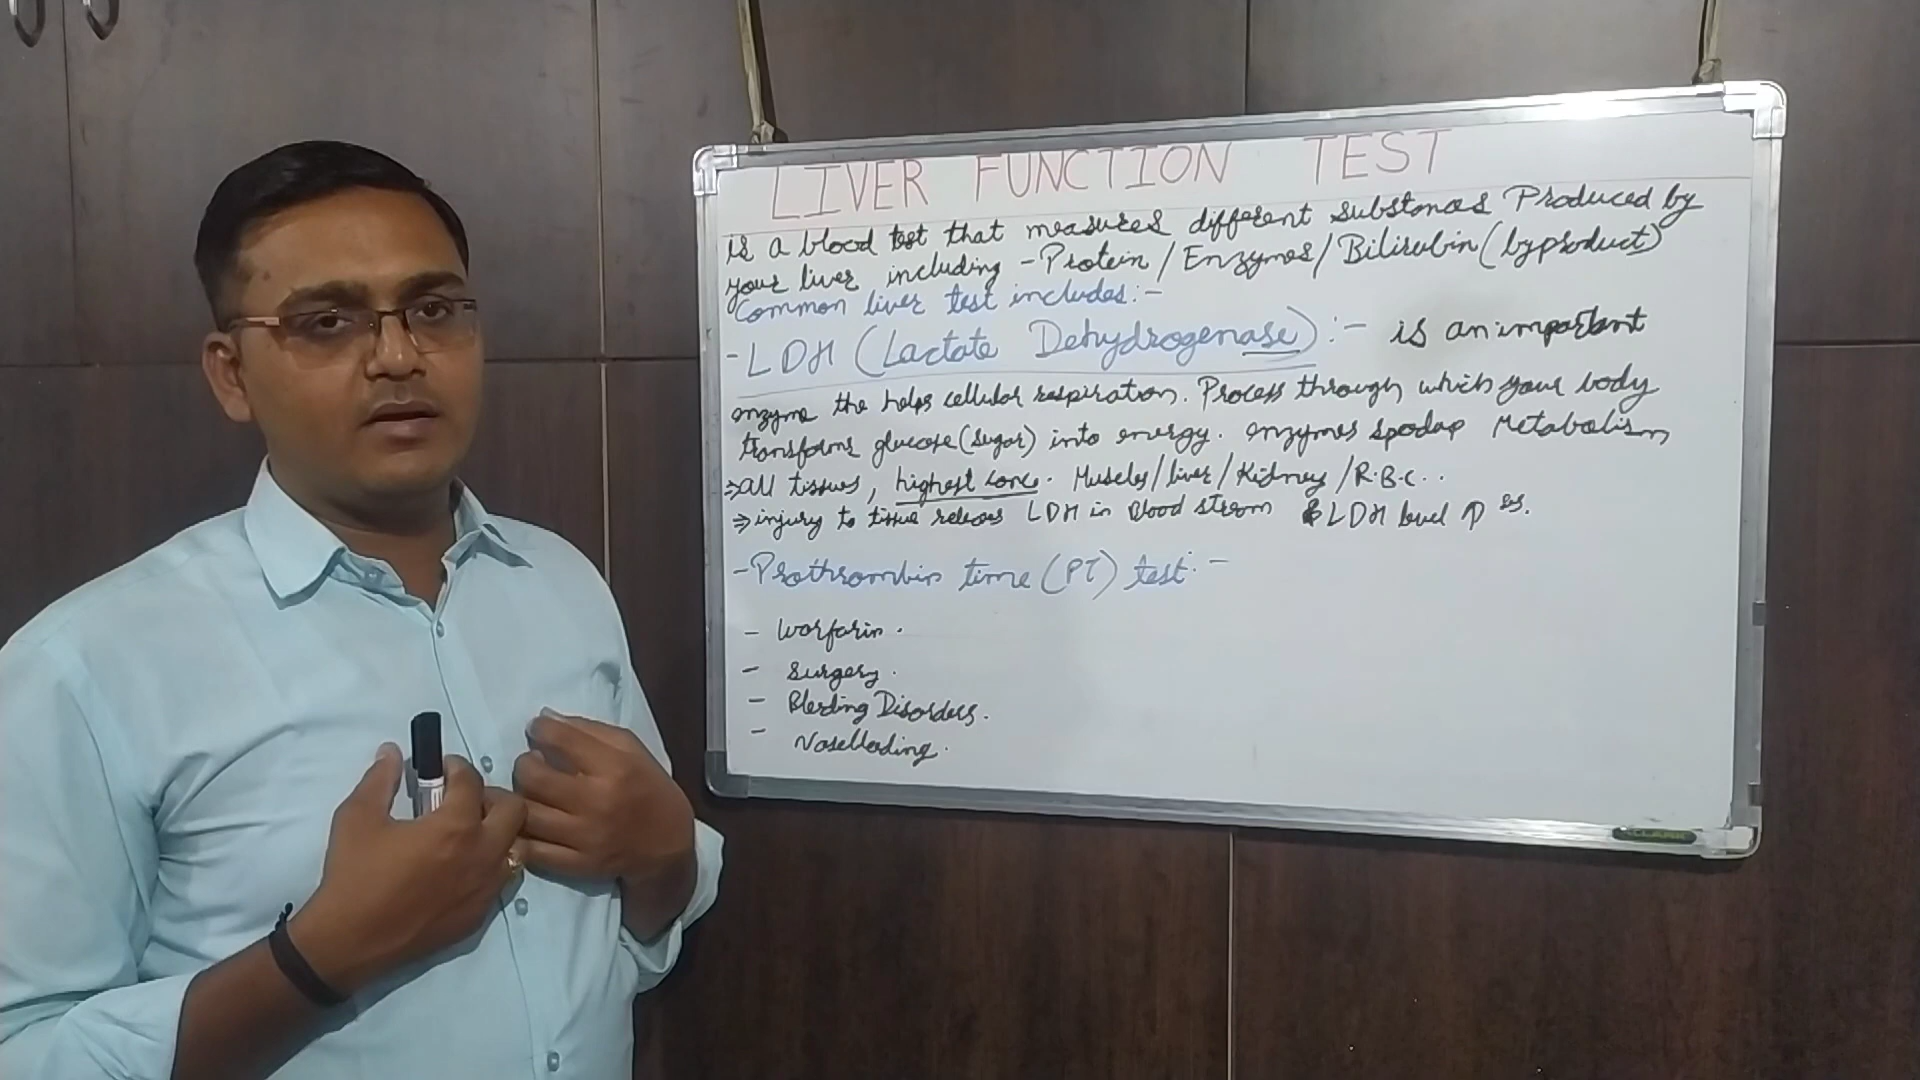 LIVER FUNCTION TEST
is a blood test that measures different substances Produced by
your liver including - Protein / Enzymes / Bilirubin (byproduct)
Common liver test includes:-
- LDH (Lactate Dehydrogenase) :- is an important
enzyme the helps cellular respiration. Process through which your body
transforms glucose (sugar) into energy. enzymes Metabolism
⇒ all tissues, highest conc. Muscles/liver/Kidney/R.B.C..
⇒ injury to tissue releases LDH in Blood stream & LDH level ↑ses.
- Prothrombin time (PT) test:-
- Warfarin.
- Surgery.
- Bleeding Disorders.
- Nosebleeding.